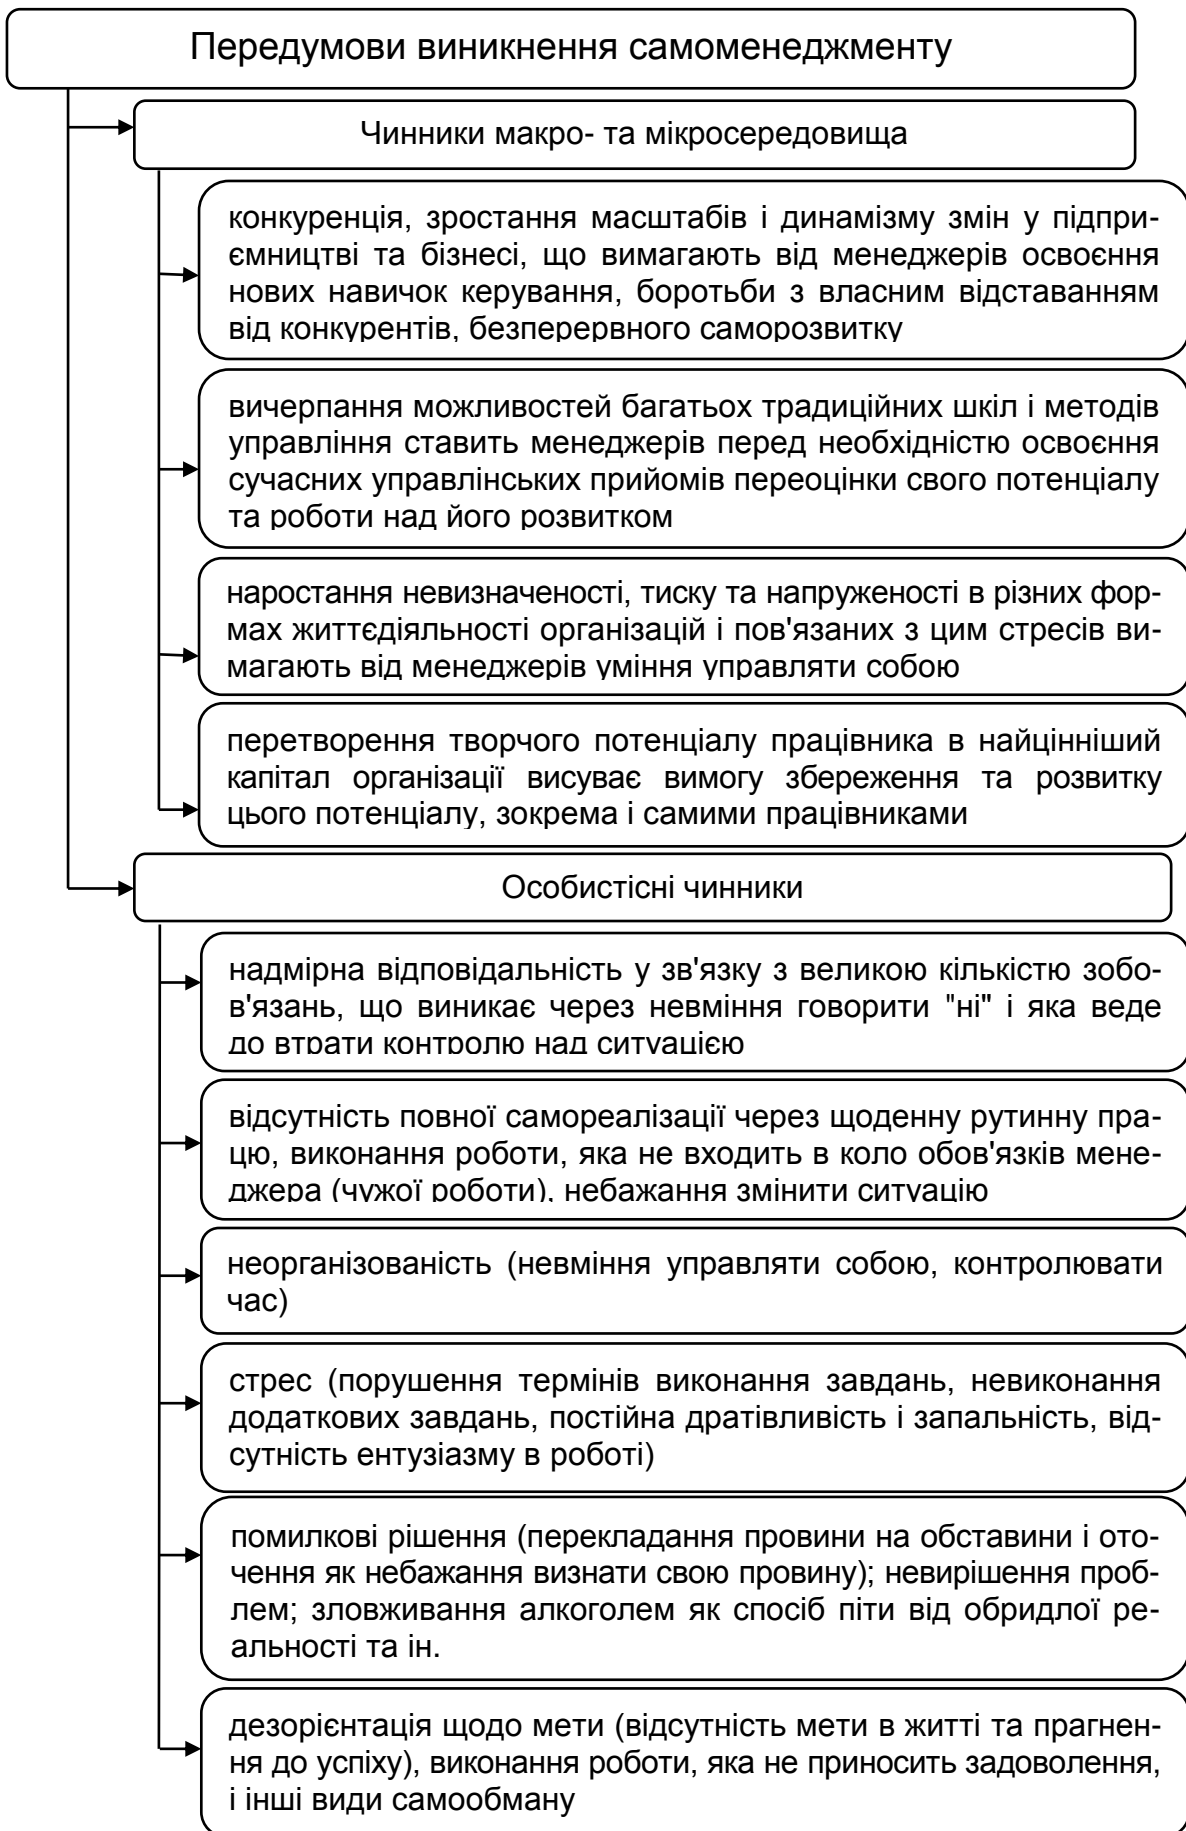 Передумови виникнення самоменеджменту
Чинники макро- та мікросередовища
конкуренція, зростання масштабів і динамізму змін у підпри-
ємництві та бізнесі, що вимагають від менеджерів освоєння
нових навичок керування, боротьби з власним відставанням
від конкурентів, безперервного саморозвитку
вичерпання можливостей багатьох традиційних шкіл і методів
управління ставить менеджерів перед необхідністю освоєння
сучасних управлінських прийомів переоцінки свого потенціалу
та роботи над його розвитком
наростання невизначеності, тиску та напруженості в різних фор-
мах життєдіяльності організацій і пов'язаних з цим стресів ви-
магають від менеджерів уміння управляти собою
перетворення творчого потенціалу працівника в найцінніший
капітал організації висуває вимогу збереження та розвитку
цього потенціалу, зокрема і самими працівниками
Особистісні чинники
надмірна відповідальність у зв'язку з великою кількістю зобо-
в'язань, що виникає через невміння говорити "ні" і яка веде
до втрати контролю над ситуацією
відсутність повної самореалізації через щоденну рутинну пра-
цю, виконання роботи, яка не входить в коло обов'язків мене-
джера (чужої роботи), небажання змінити ситуацію
неорганізованість (невміння управляти собою, контролювати
час)
стрес (порушення термінів виконання завдань, невиконання
додаткових завдань, постійна дратівливість і запальність, від-
сутність ентузіазму в роботі)
помилкові рішення (перекладання провини на обставини і ото-
чення як небажання визнати свою провину); невирішення проб-
лем; зловживання алкоголем як спосіб піти від обридлої ре-
альності та ін.
дезорієнтація щодо мети (відсутність мети в житті та прагнен-
ня до успіху), виконання роботи, яка не приносить задоволення,
і інші види самообману